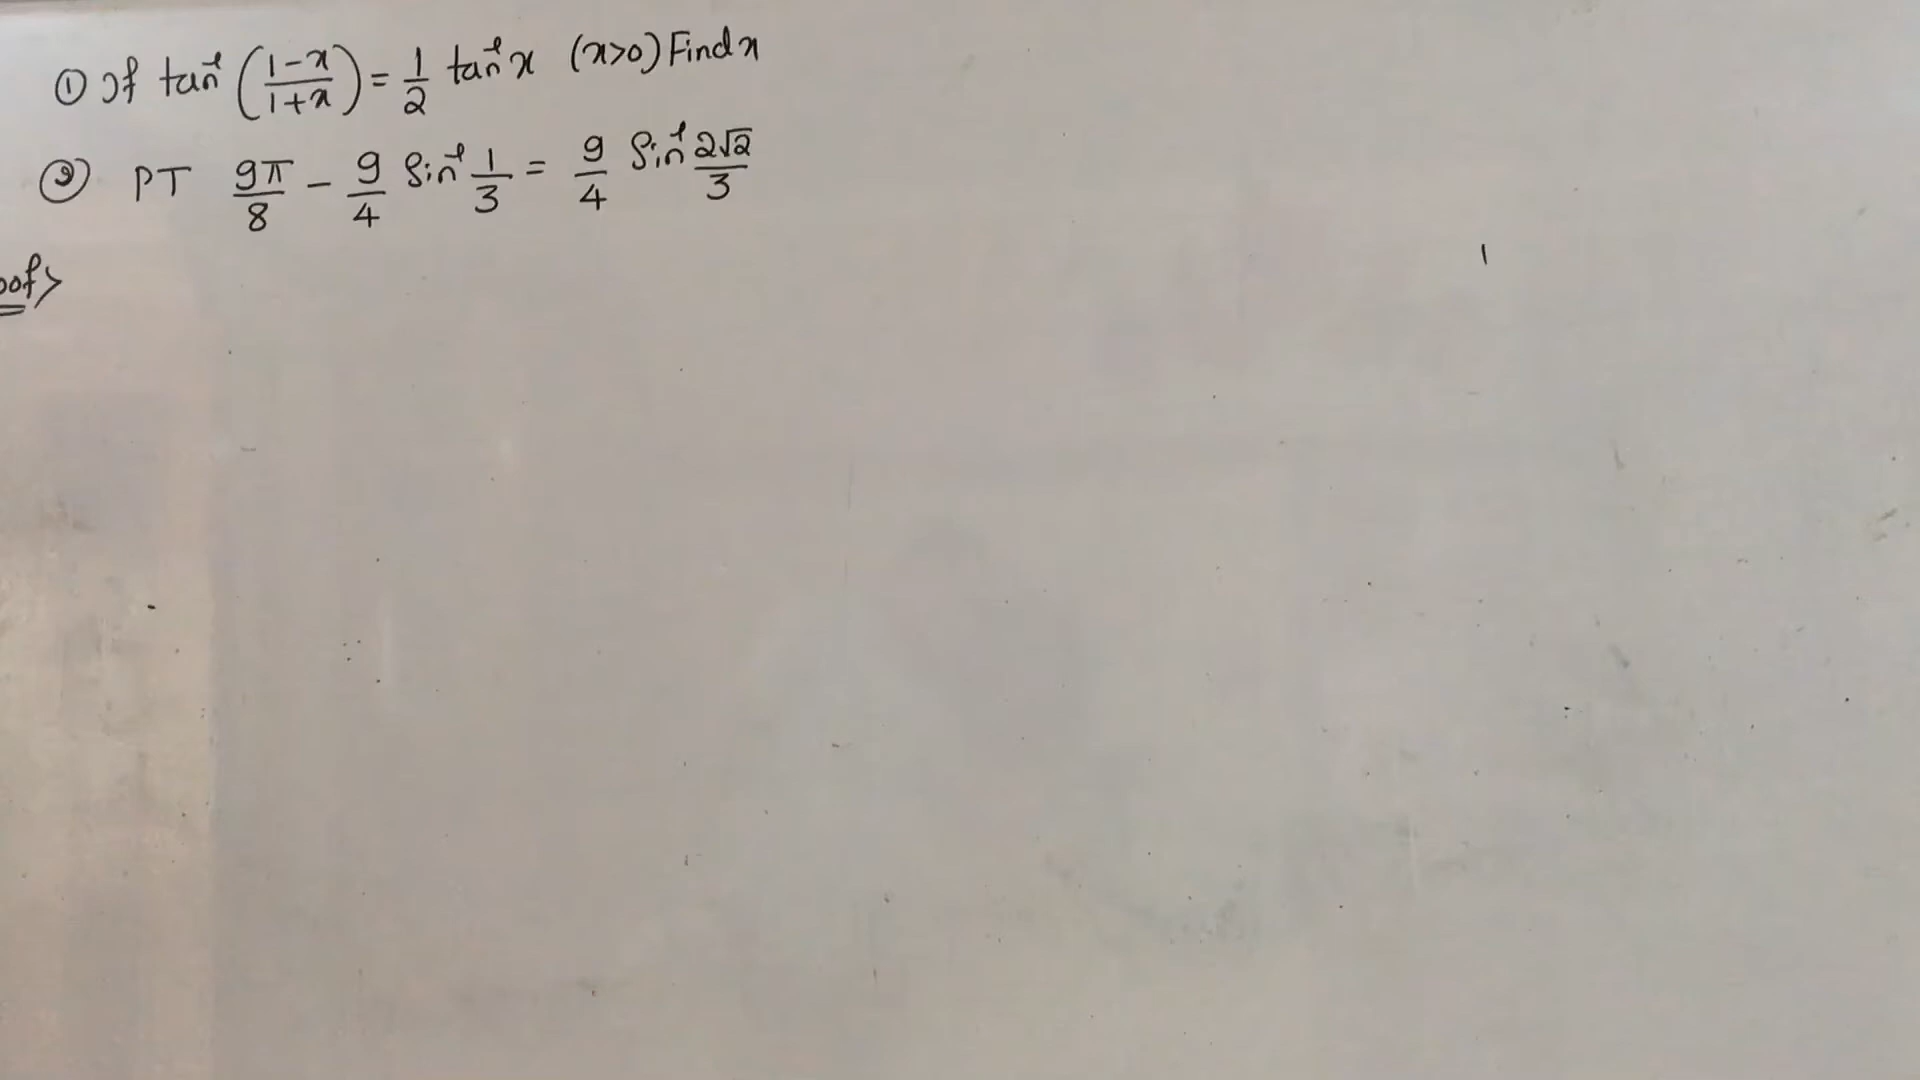 ① If tan⁻¹ (1-x/1+x) = 1/2 tan⁻¹ x (x>0) Find x
② PT 9π/8 - 9/4 Sin⁻¹ 1/3 = 9/4 Sin⁻¹ 2√2/3
oof>